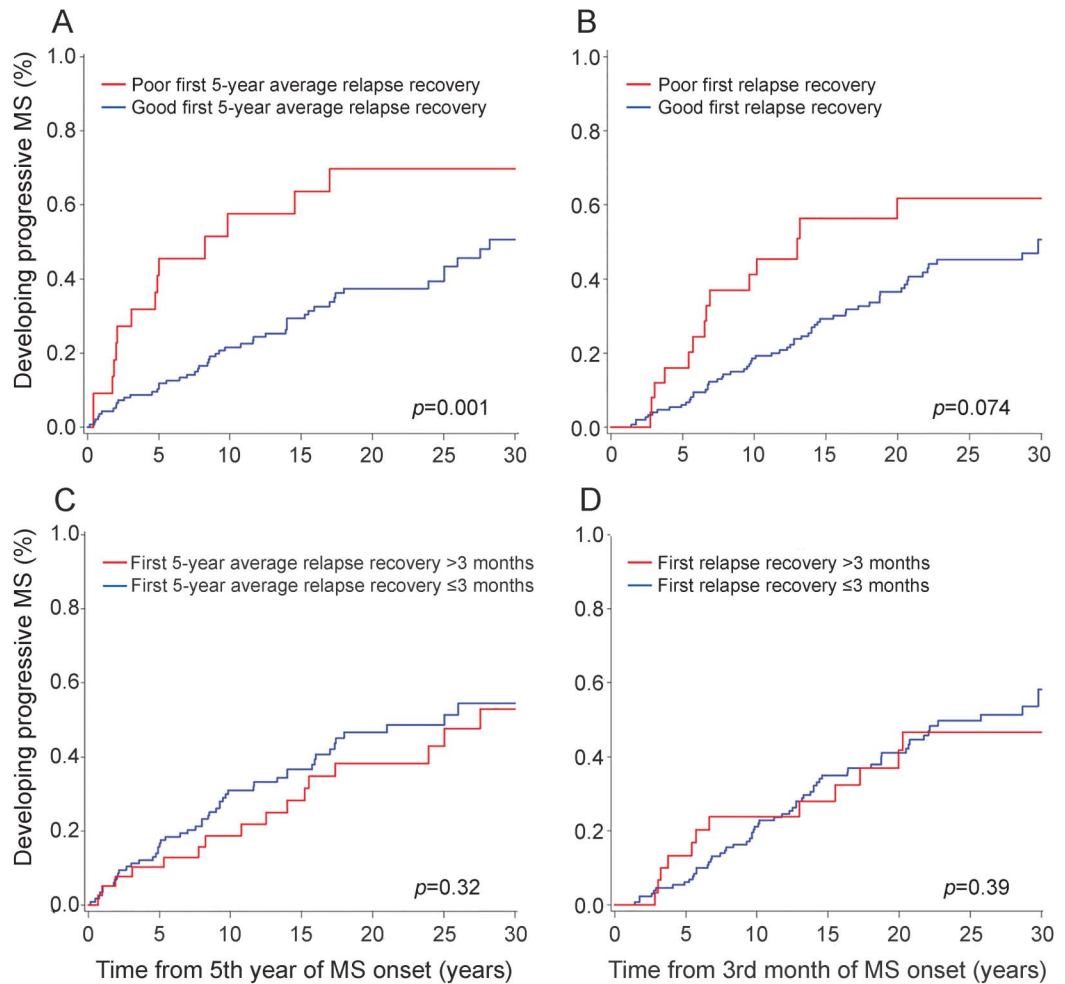 A
Developing progressive MS (%)
1.0
0.8
0.6
0.4
0.2
0.0
Poor first 5-year average relapse recovery
Good first 5-year average relapse recovery
p=0.001
0 5 10 15 20 25 30
B
1.0
0.8
0.6
0.4
0.2
0.0
Poor first relapse recovery
Good first relapse recovery
p=0.074
0 5 10 15 20 25 30
C
Developing progressive MS (%)
1.0
0.8
0.6
0.4
0.2
0.0
First 5-year average relapse recovery >3 months
First 5-year average relapse recovery ≤3 months
p=0.32
0 5 10 15 20 25 30
Time from 5th year of MS onset (years)
D
1.0
0.8
0.6
0.4
0.2
0.0
First relapse recovery >3 months
First relapse recovery ≤3 months
p=0.39
0 5 10 15 20 25 30
Time from 3rd month of MS onset (years)